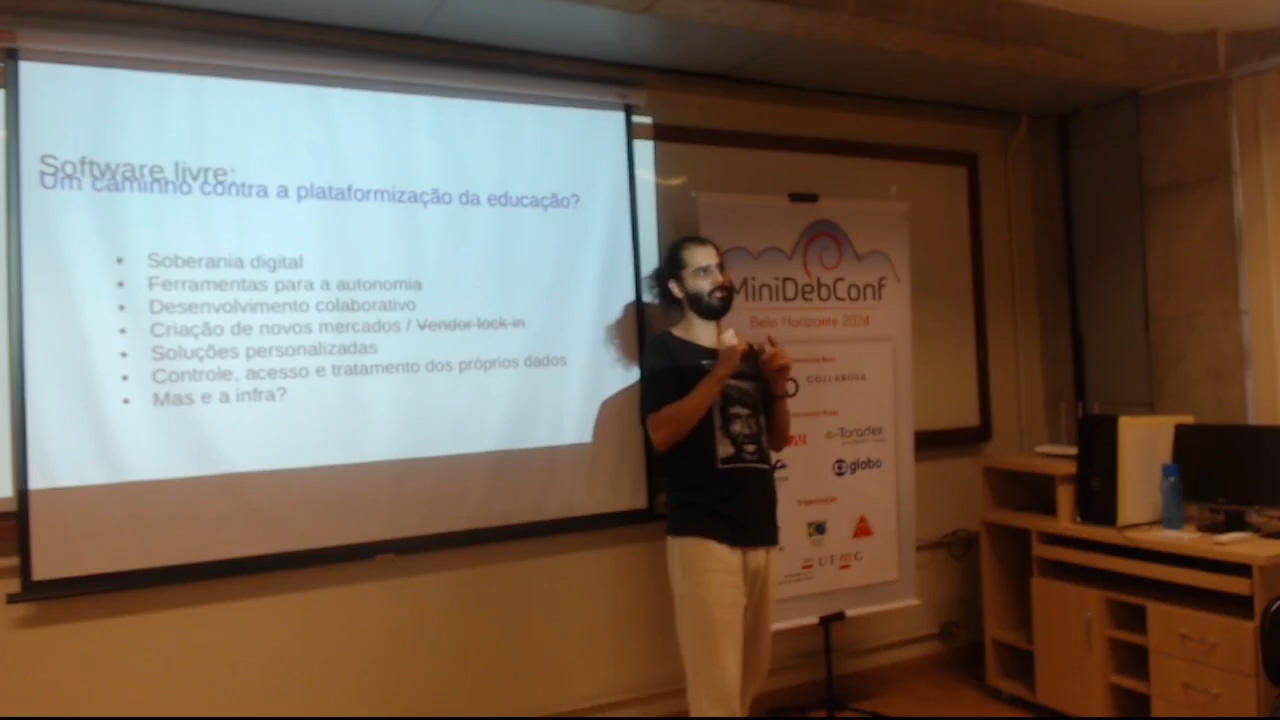 Software livre:
Um caminho contra a plataformização da educação?
• Soberania digital
• Ferramentas para a autonomia
• Desenvolvimento colaborativo
• Criação de novos mercados / Vendor lock-in
• Soluções personalizadas
• Controle, acesso e tratamento dos próprios dados
• Mas e a infra?
MiniDebConf
Belo Horizonte 2024
COLLABORA
Toradex
globo
Organização
UFMG